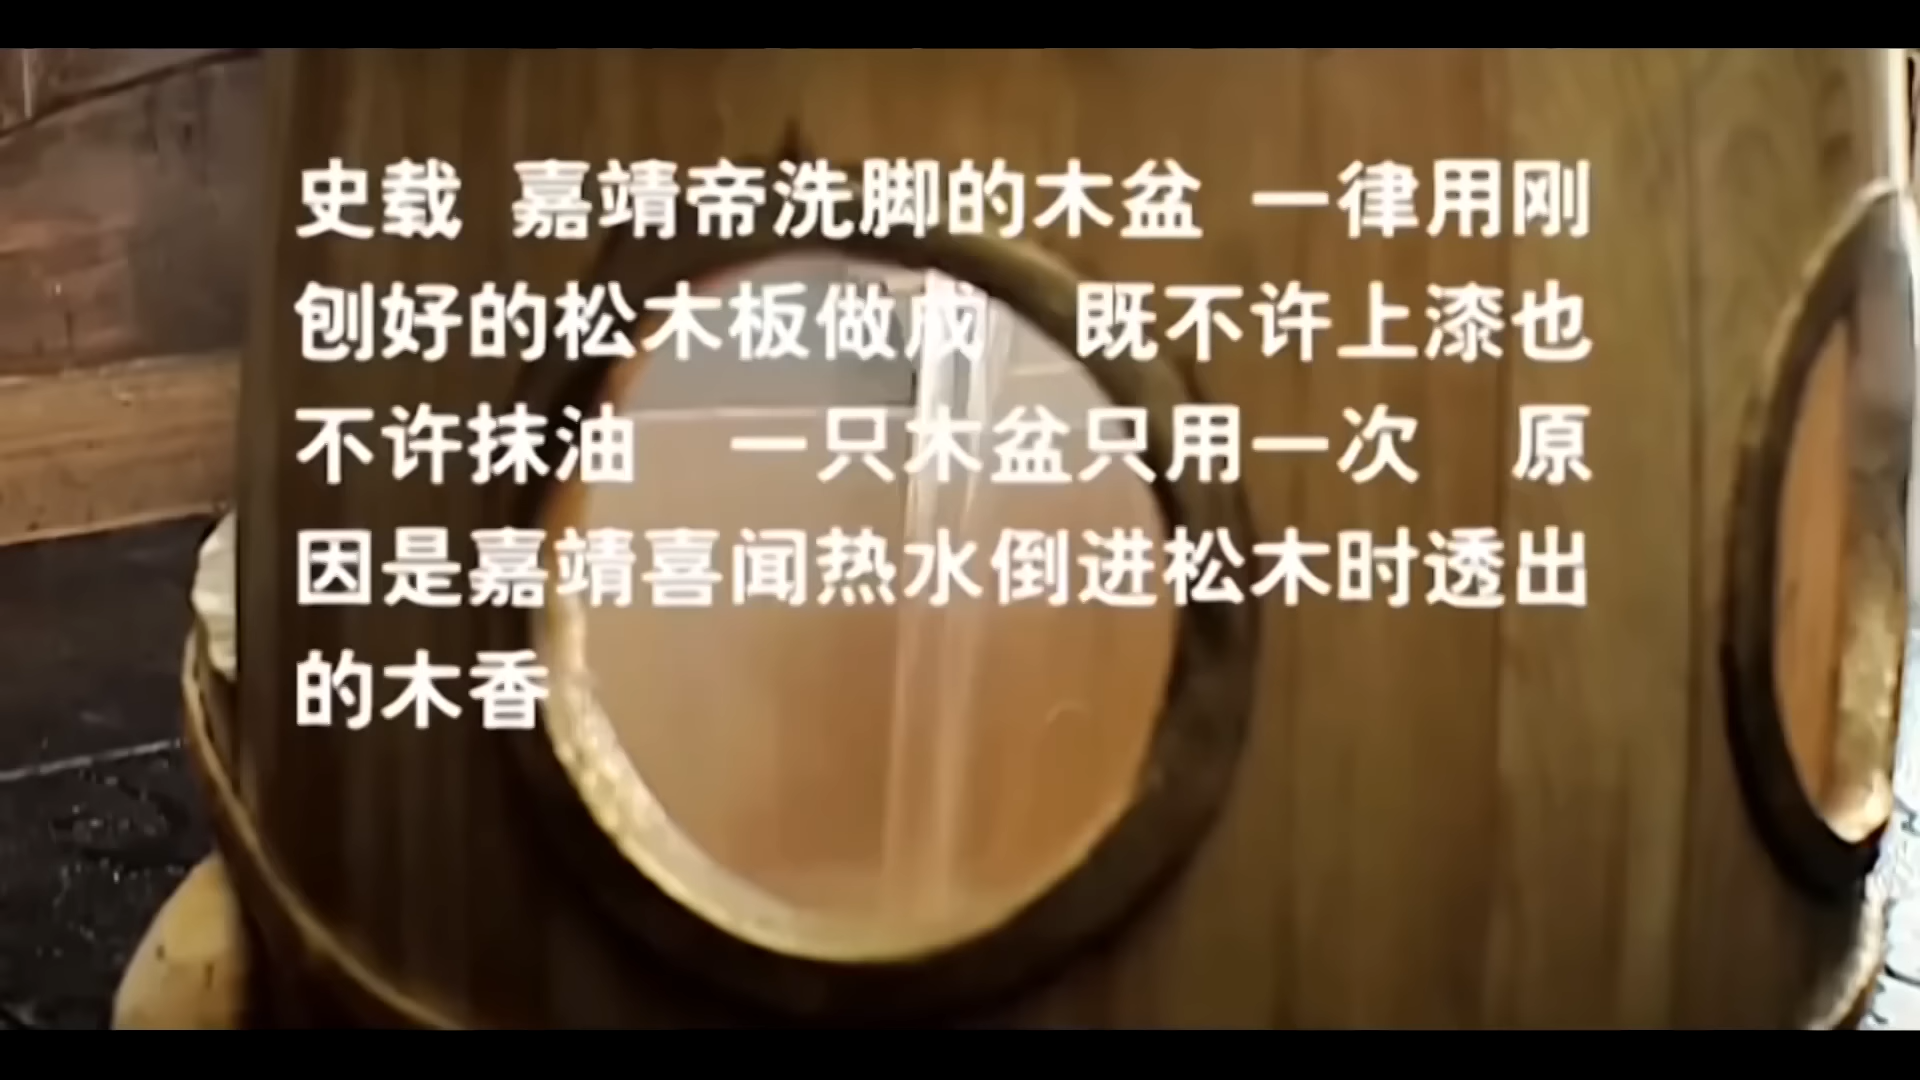 史载 嘉靖帝洗脚的木盆 一律用刚
刨好的松木板做成 既不许上漆也
不许抹油 一只木盆只用一次 原
因是嘉靖喜闻热水倒进松木时透出
的木香